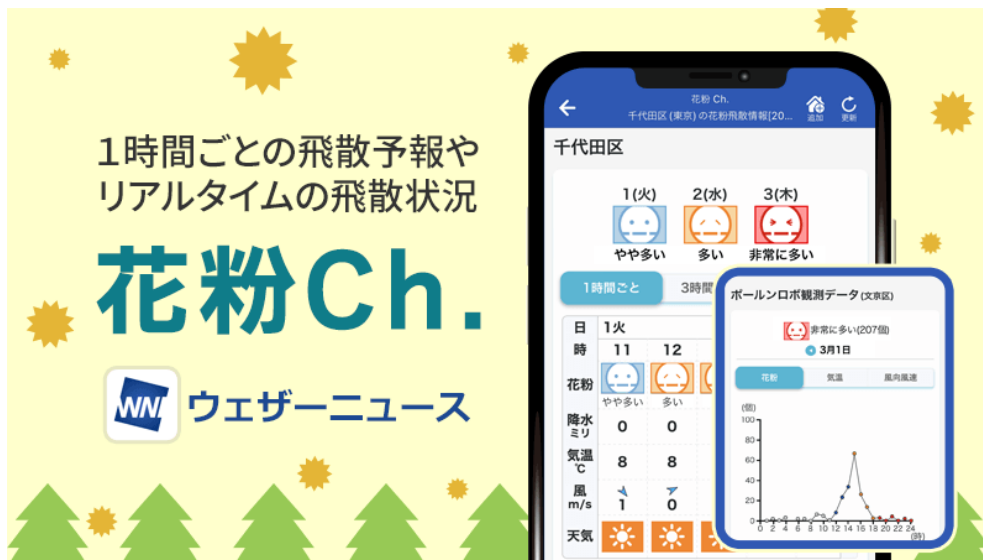 1時間ごとの飛散予報や
リアルタイムの飛散状況
花粉Ch.
WNI
ウェザーニュース
花粉 Ch.
千代田区 (東京) の花粉飛散情報[20...
追加
更新
千代田区
1(火) 2(水) 3(木)
やや多い 多い 非常に多い
1時間ごと 3時間
日 1火
時 11 12
花粉
やや多い 多い
降水
ミリ
0 0
気温
℃
8 8
風
m/s
1 0
天気
ポールンロボ観測データ(文京区)
非常に多い(207個)
3月1日
花粉 気温 風向風速
(個)
100
80
60
40
20
0
0 2 4 6 8 10 12 14 16 18 20 22 24
(時)